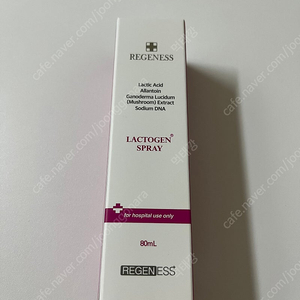 REGENESS
Lactic Acid
Allantoin
Ganoderma Lucidum
(Mushroom) Extract
Sodium DNA
LACTOGEN®
SPRAY
for hospital use only
80mL
REGENESS